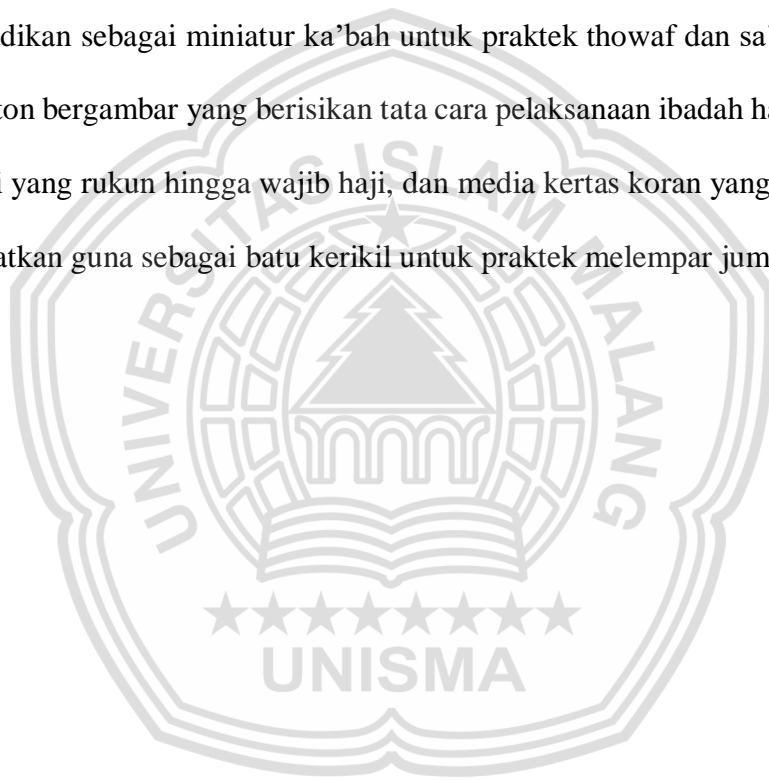 dikan sebagai miniatur ka’bah untuk praktek thowaf dan sa’
ton bergambar yang berisikan tata cara pelaksanaan ibadah ha
i yang rukun hingga wajib haji, dan media kertas koran yang
atkan guna sebagai batu kerikil untuk praktek melempar jum
UNIVERSITAS ISLAM MALANG
UNISMA